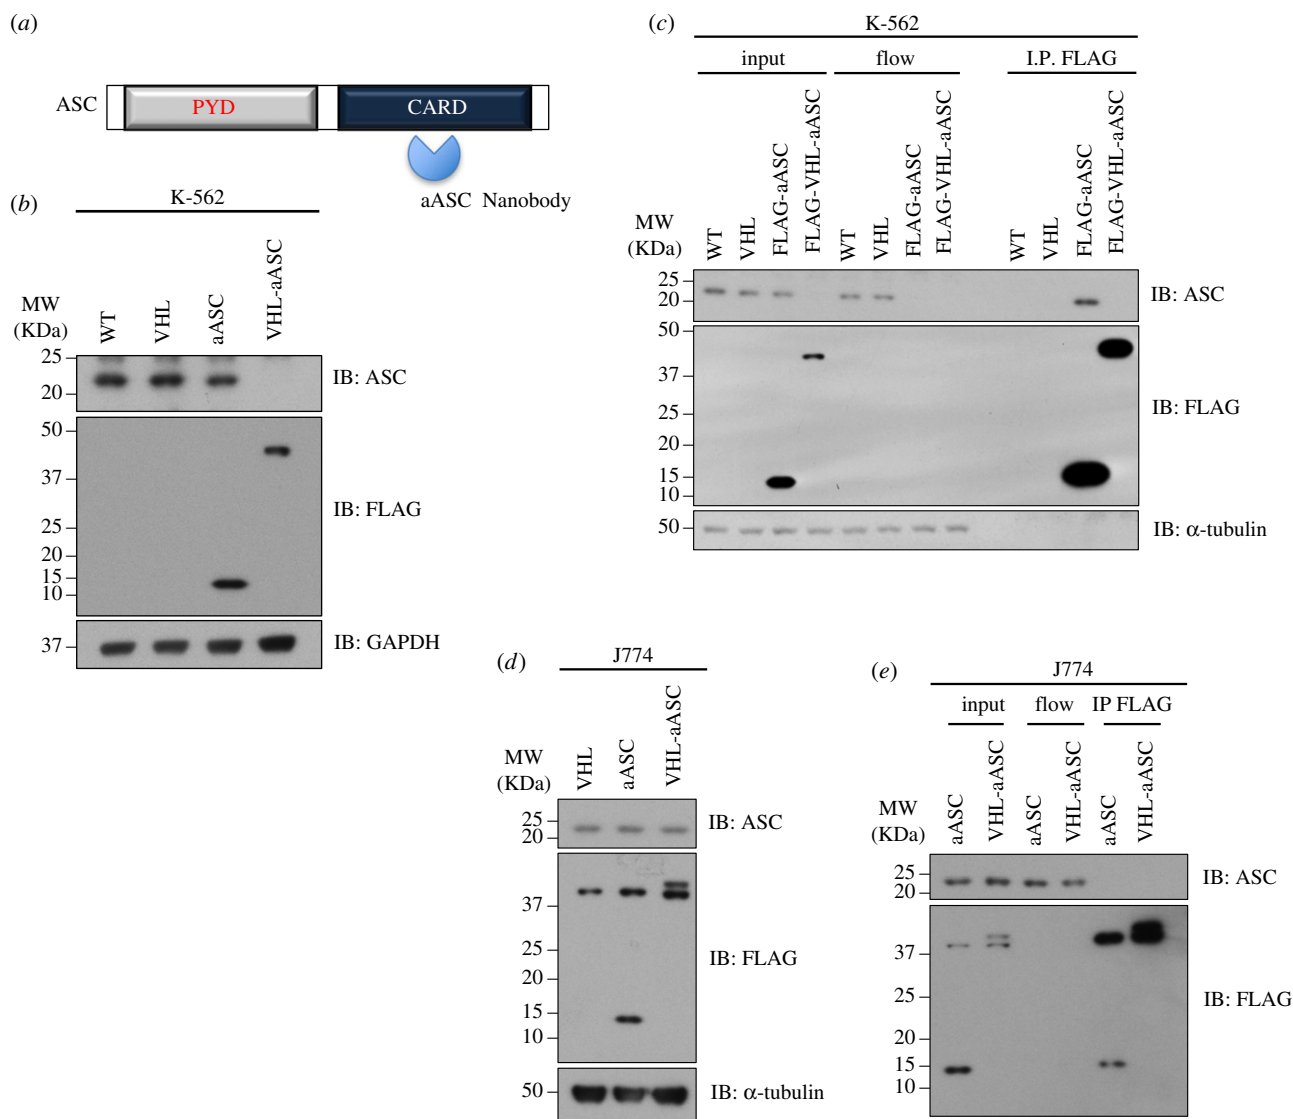 (a)
ASC
PYD
CARD
aASC Nanobody
(b)
K-562
MW
(KDa)
WT
VHL
aASC
VHL-aASC
25
20
IB: ASC
50
37
25
20
15
10
IB: FLAG
37
IB: GAPDH
(c)
K-562
input
flow
I.P. FLAG
MW
(KDa)
WT
VHL
FLAG-aASC
FLAG-VHL-aASC
WT
VHL
FLAG-aASC
FLAG-VHL-aASC
WT
VHL
FLAG-aASC
FLAG-VHL-aASC
25
20
IB: ASC
50
37
25
20
15
10
IB: FLAG
50
IB: α-tubulin
(d)
J774
MW
(KDa)
VHL
aASC
VHL-aASC
25
20
IB: ASC
37
25
20
15
10
IB: FLAG
50
IB: α-tubulin
(e)
J774
input
flow
IP FLAG
MW
(KDa)
aASC
VHL-aASC
aASC
VHL-aASC
aASC
VHL-aASC
25
20
IB: ASC
37
25
20
15
10
IB: FLAG